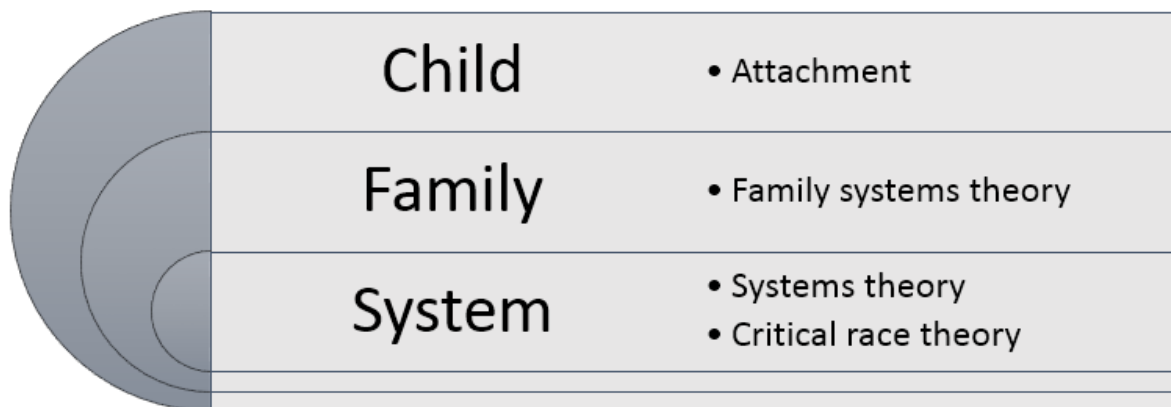 Child
• Attachment
Family
• Family systems theory
System
• Systems theory
• Critical race theory